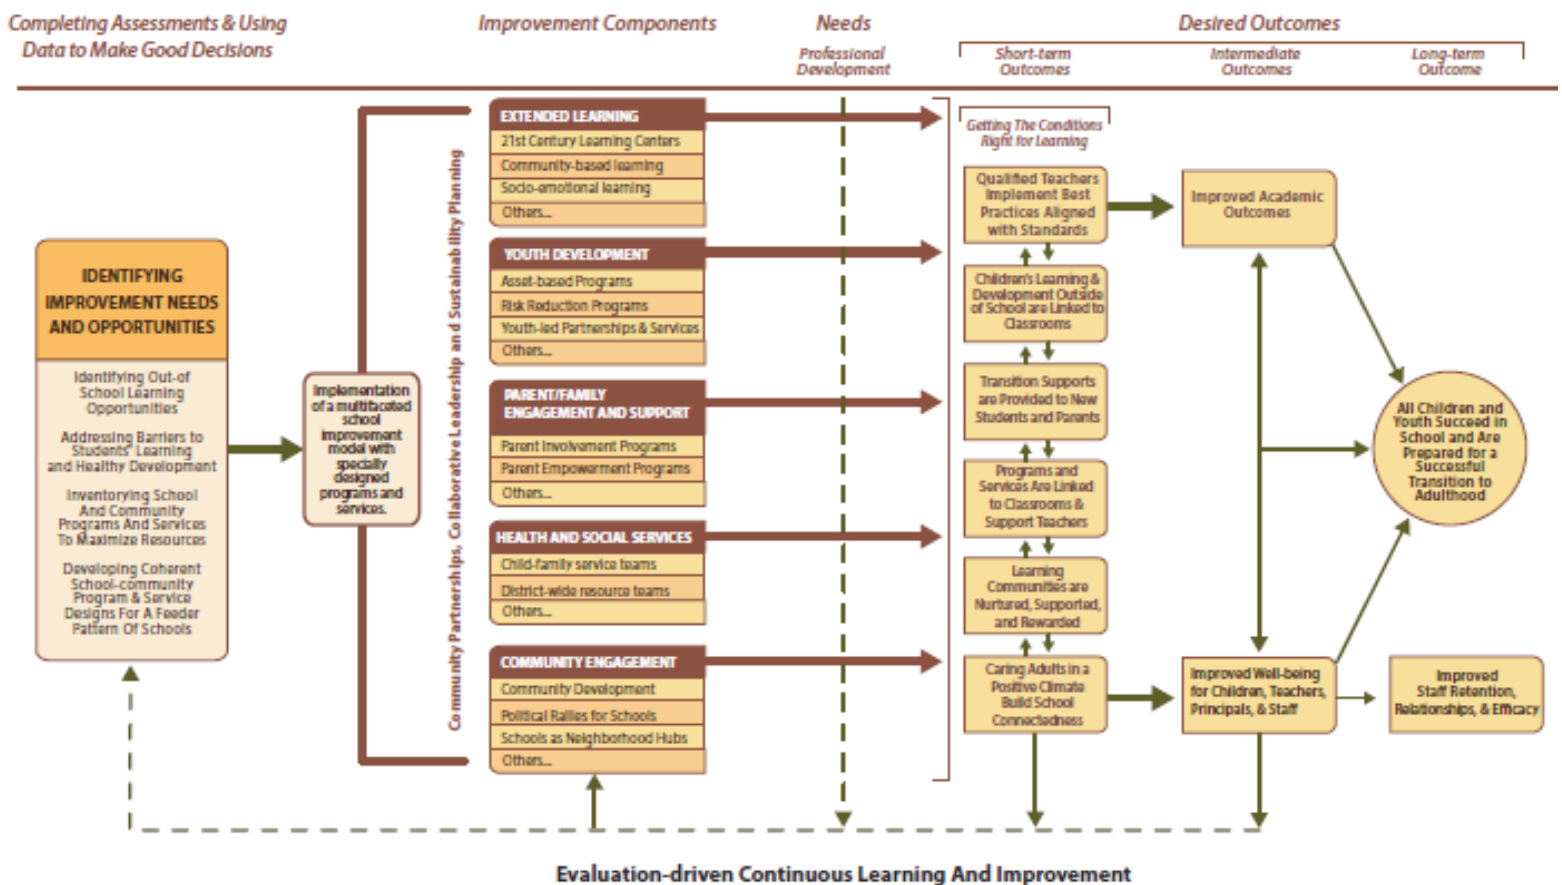 Completing Assessments & Using
Data to Make Good Decisions
Improvement Components
Needs
Professional
Development
Desired Outcomes
Short-term
Outcomes
Intermediate
Outcomes
Long-term
Outcome
IDENTIFYING
IMPROVEMENT NEEDS
AND OPPORTUNITIES
Identifying Out-of
School Learning
Opportunities
Addressing Barriers to
Students' Learning
and Healthy Development
Inventorying School
And Community
Programs And Services
To Maximize Resources
Developing Coherent
School-community
Program & Service
Designs For A Feeder
Pattern Of Schools
Implementation
of a multifaceted
school
improvement
model with
specially
designed
programs and
services.
Community Partnerships, Collaborative Leadership and Sustainability Planning
EXTENDED LEARNING
21st Century Learning Centers
Community-based learning
Socio-emotional learning
Others...
YOUTH DEVELOPMENT
Asset-based Programs
Risk Reduction Programs
Youth-led Partnerships & Services
Others...
PARENT/FAMILY
ENGAGEMENT AND SUPPORT
Parent Involvement Programs
Parent Empowerment Programs
Others...
HEALTH AND SOCIAL SERVICES
Child-family service teams
District-wide resource teams
Others...
COMMUNITY ENGAGEMENT
Community Development
Political Rallies for Schools
Schools as Neighborhood Hubs
Others...
Getting The Conditions
Right for Learning
Qualified Teachers
Implement Best
Practices Aligned
with Standards
Children's Learning &
Development Outside
of School are Linked to
Classrooms
Transition Supports
are Provided to New
Students and Parents
Programs and
Services Are Linked
to Classrooms &
Support Teachers
Learning
Communities are
Nurtured, Supported,
and Rewarded
Caring Adults in a
Positive Climate
Build School
Connectedness
Improved Academic
Outcomes
Improved Well-being
for Children, Teachers,
Principals, & Staff
All Children and
Youth Succeed in
School and Are
Prepared for a
Successful
Transition to
Adulthood
Improved
Staff Retention,
Relationships, & Efficacy
Evaluation-driven Continuous Learning And Improvement